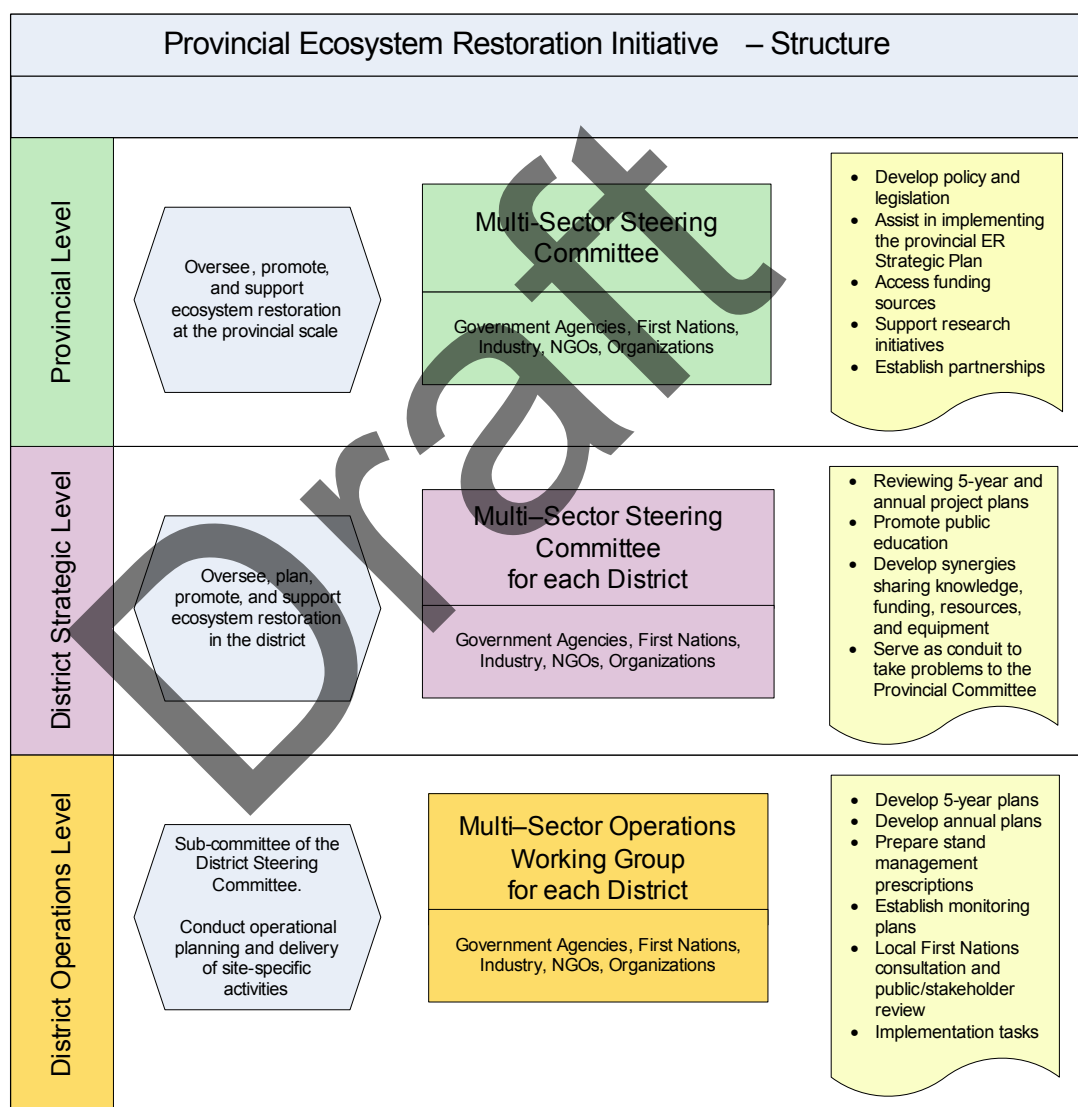 Provincial Ecosystem Restoration Initiative – Structure
Provincial Level
Oversee, promote,
and support
ecosystem restoration
at the provincial scale
Multi-Sector Steering
Committee
Government Agencies, First Nations,
Industry, NGOs, Organizations
• Develop policy and
legislation
• Assist in implementing
the provincial ER
Strategic Plan
• Access funding
sources
• Support research
initiatives
• Establish partnerships
District Strategic Level
Oversee, plan,
promote, and support
ecosystem restoration
in the district
Multi–Sector Steering
Committee
for each District
Government Agencies, First Nations,
Industry, NGOs, Organizations
• Reviewing 5-year and
annual project plans
• Promote public
education
• Develop synergies
sharing knowledge,
funding, resources,
and equipment
• Serve as conduit to
take problems to the
Provincial Committee
District Operations Level
Sub-committee of the
District Steering
Committee.
Conduct operational
planning and delivery
of site-specific
activities
Multi–Sector Operations
Working Group
for each District
Government Agencies, First Nations,
Industry, NGOs, Organizations
• Develop 5-year plans
• Develop annual plans
• Prepare stand
management
prescriptions
• Establish monitoring
plans
• Local First Nations
consultation and
public/stakeholder
review
• Implementation tasks
Draft